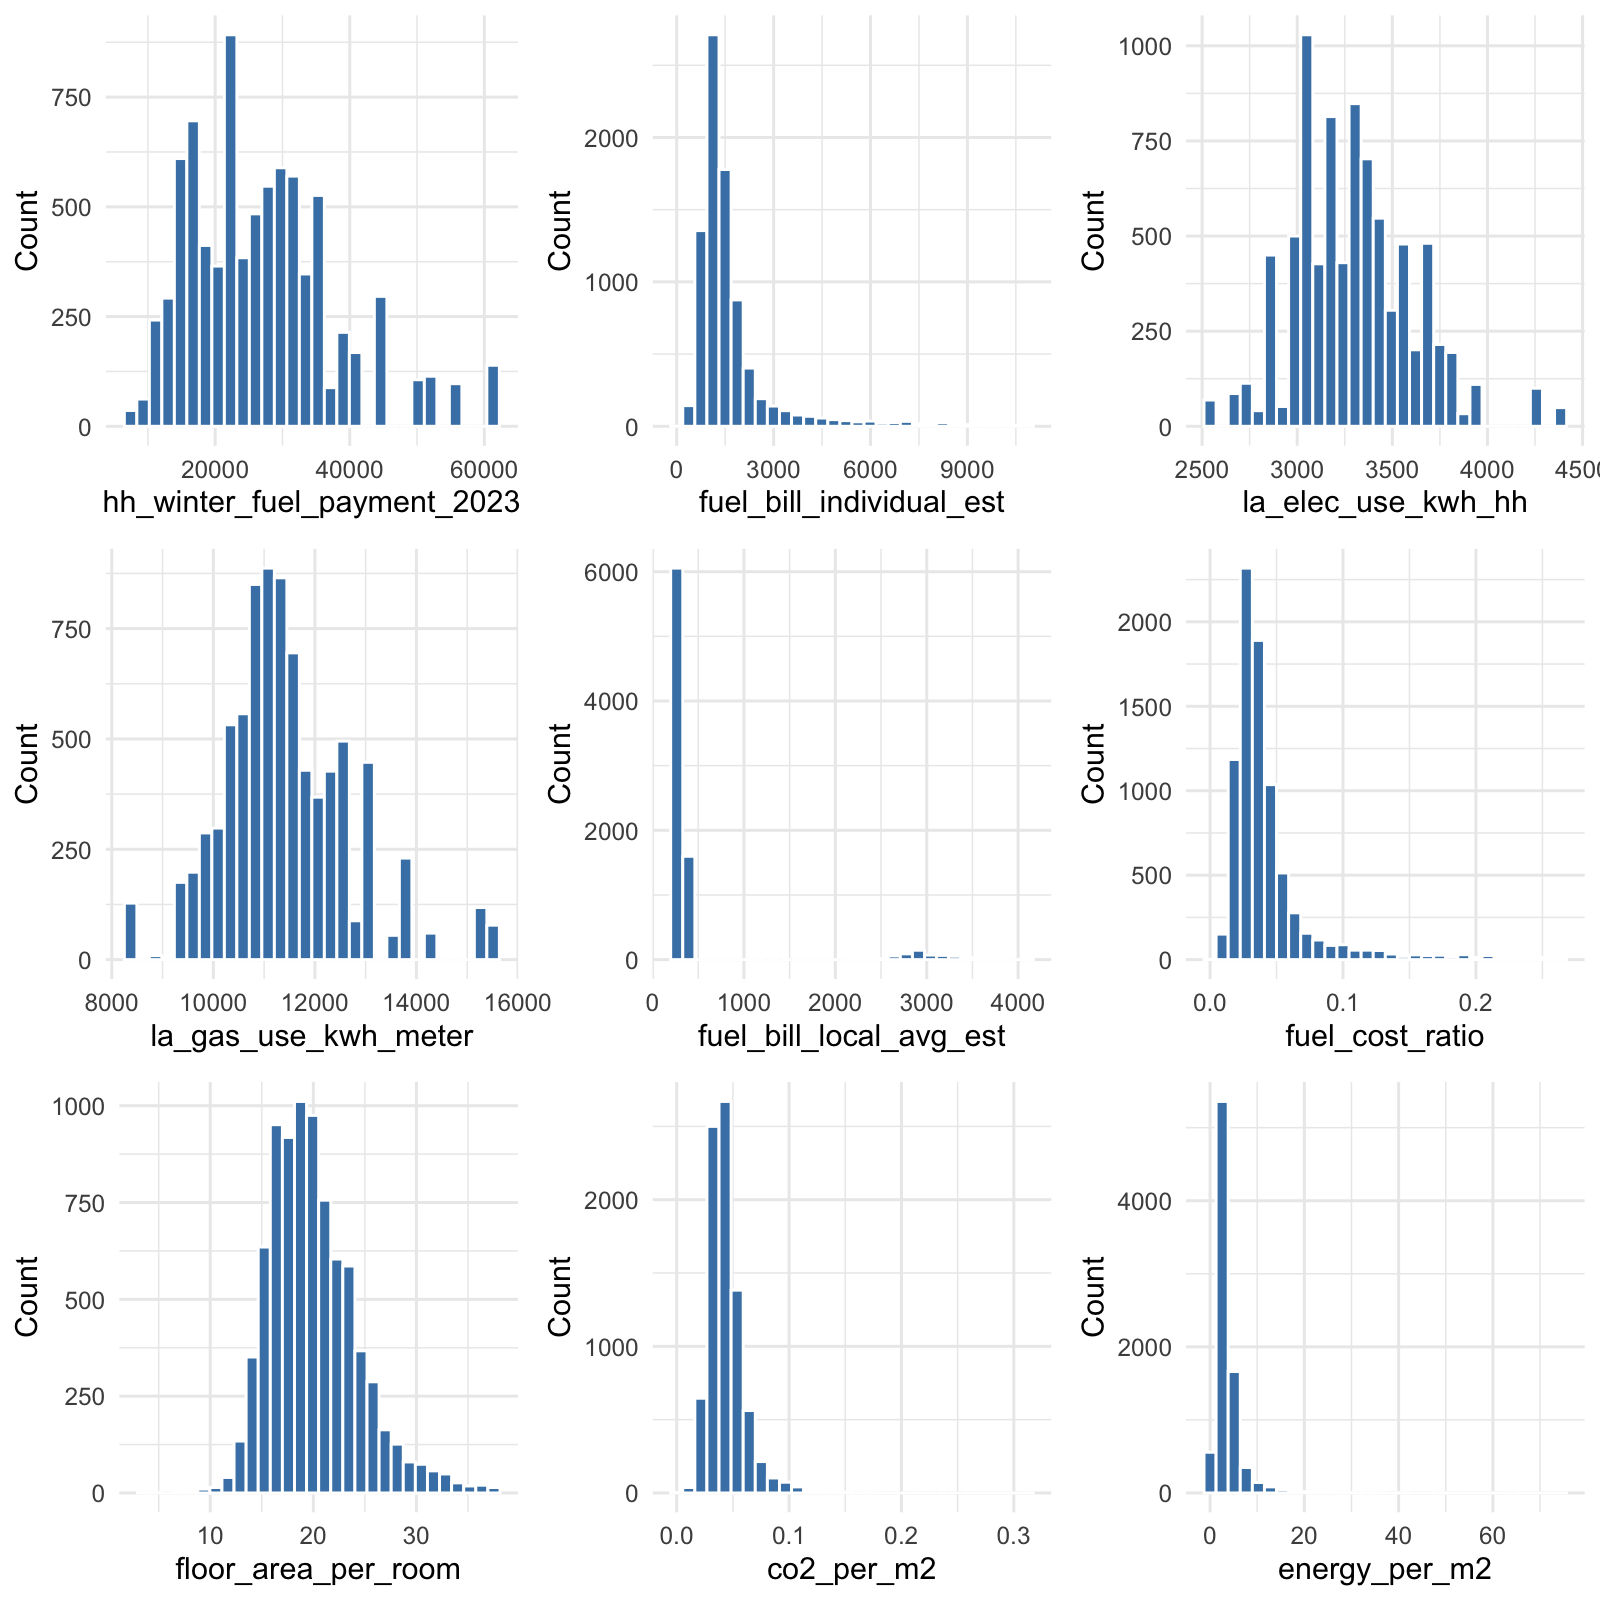 Count
750
500
250
0
20000 40000 60000
hh_winter_fuel_payment_2023
Count
2000
1000
0
0 3000 6000 9000
fuel_bill_individual_est
Count
1000
750
500
250
0
2500 3000 3500 4000 4500
la_elec_use_kwh_hh
Count
750
500
250
0
8000 10000 12000 14000 16000
la_gas_use_kwh_meter
Count
6000
4000
2000
0
0 1000 2000 3000 4000
fuel_bill_local_avg_est
Count
2000
1500
1000
500
0
0.0 0.1 0.2
fuel_cost_ratio
Count
1000
750
500
250
0
10 20 30
floor_area_per_room
Count
2000
1000
0
0.0 0.1 0.2 0.3
co2_per_m2
Count
4000
2000
0
0 20 40 60
energy_per_m2